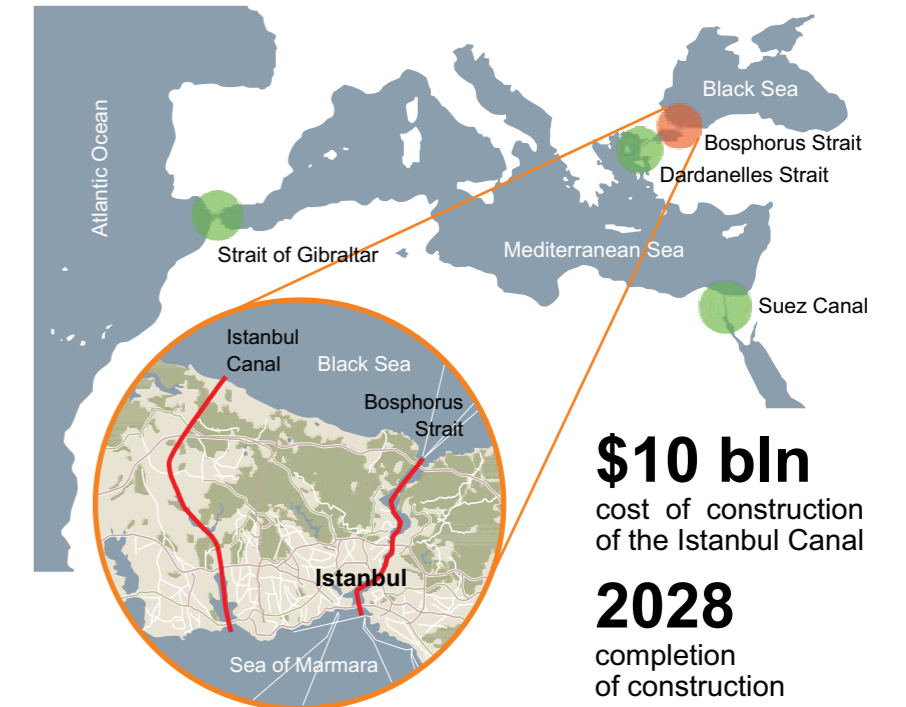 Atlantic Ocean
Black Sea
Bosphorus Strait
Dardanelles Strait
Mediterranean Sea
Strait of Gibraltar
Suez Canal
Istanbul
Canal
Black Sea
Bosphorus
Strait
Istanbul
Sea of Marmara
$10 bln
cost of construction
of the Istanbul Canal
2028
completion
of construction